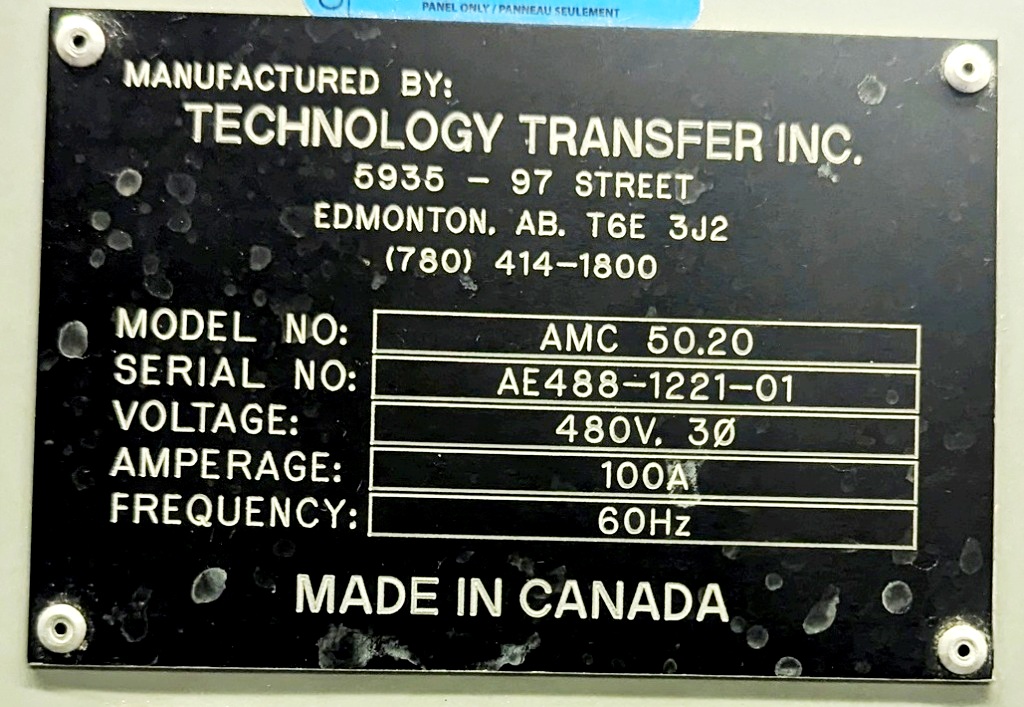 PANEL ONLY / PANNEAU SEULEMENT
MANUFACTURED BY:
TECHNOLOGY TRANSFER INC.
5935 - 97 STREET
EDMONTON, AB. T6E 3J2
(780) 414-1800
MODEL NO: AMC 50.20
SERIAL NO: AE488-1221-01
VOLTAGE: 480V, 3Ø
AMPERAGE: 100A
FREQUENCY: 60Hz
MADE IN CANADA